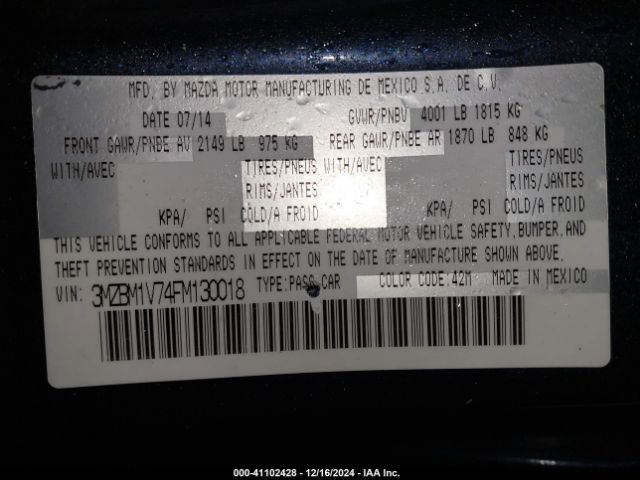 MFD. BY MAZDA MOTOR MANUFACTURING DE MEXICO S.A. DE C.V.
DATE 07/14 GVWR/PNBV 4001 LB 1815 KG
FRONT GAWR/PNBE AV 2149 LB 975 KG REAR GAWR/PNBE AR 1870 LB 848 KG
WITH/AVEC TIRES/PNEUS WITH/AVEC TIRES/PNEUS
RIMS/JANTES RIMS/JANTES
KPA/ PSI COLD/A FROID KPA/ PSI COLD/A FROID
THIS VEHICLE CONFORMS TO ALL APPLICABLE FEDERAL MOTOR VEHICLE SAFETY, BUMPER, AND
THEFT PREVENTION STANDARDS IN EFFECT ON THE DATE OF MANUFACTURE SHOWN ABOVE.
VIN: 3MZBM1V74FM130018 TYPE:PASS.CAR COLOR CODE:42M MADE IN MEXICO
000-41102428 - 12/16/2024 - IAA Inc.